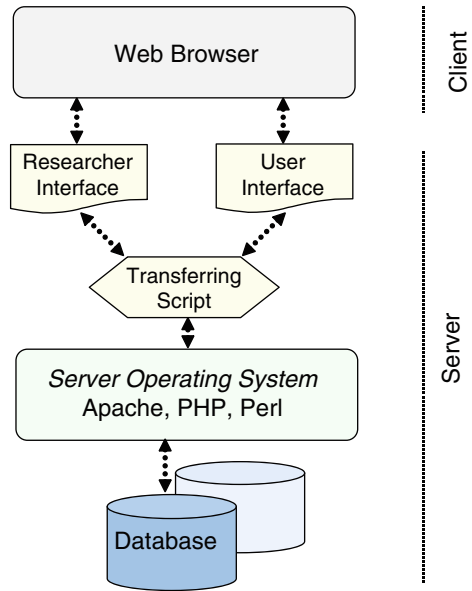 Web Browser
Client
Researcher
Interface
User
Interface
Transferring
Script
Server Operating System
Apache, PHP, Perl
Server
Database